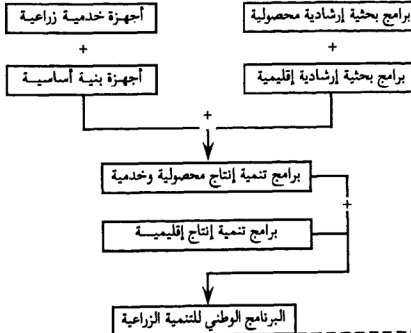 برامج بحثية إرشادية محصولية
أجهزة خدمية زراعية
+
+
برامج بحثية إرشادية إقليمية
أجهزة بنية أساسية
+
برامج تنمية إنتاج محصولية وخدمية
+
برامج تنمية إنتاج إقليميـــة
البرنامج الوطني للتنمية الزراعية